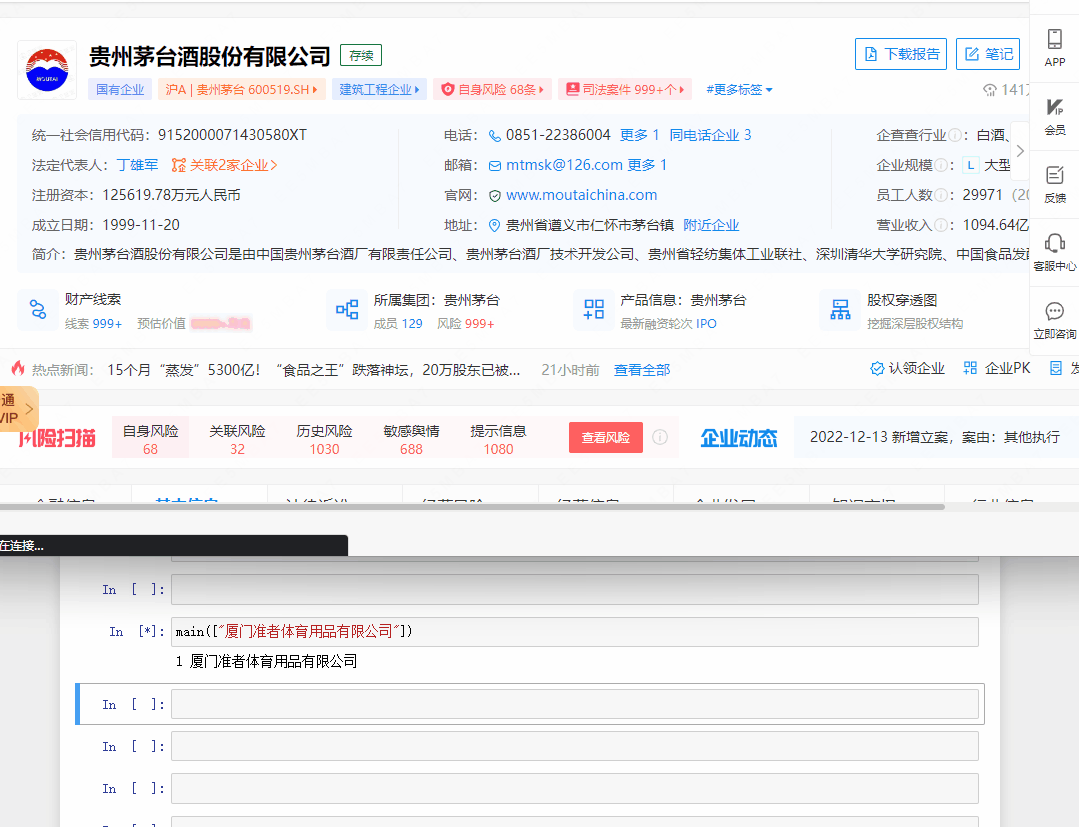 贵州茅台酒股份有限公司 存续
下载报告 笔记
国有企业 沪A | 贵州茅台 600519.SH 建筑工程企业 自身风险 68条 司法案件 999+个 #更多标签
141
MOUTAI
统一社会信用代码：9152000071430580XT 电话：0851-22386004 更多 1 同电话企业 3 企查查行业：白酒、
法定代表人：丁雄军 关联2家企业 邮箱：mtmsk@126.com 更多 1 企业规模：L 大型
注册资本：125619.78万元人民币 官网：www.moutaichina.com 员工人数：29971 (20
成立日期：1999-11-20 地址：贵州省遵义市仁怀市茅台镇 附近企业 营业收入：1094.64亿
简介：贵州茅台酒股份有限公司是由中国贵州茅台酒厂有限责任公司、贵州茅台酒厂技术开发公司、贵州省轻纺集体工业联社、深圳清华大学研究院、中国食品发
财产线索 所属集团：贵州茅台 产品信息：贵州茅台 股权穿透图
线索 999+ 预估价值 成员 129 风险 999+ 最新融资轮次 IPO 挖掘深层股权结构
热点新闻： 15个月“蒸发”5300亿！“食品之王”跌落神坛，20万股东已被... 21小时前 查看全部
认领企业 企业PK 发
通
VIP
风险扫描 自身风险 关联风险 历史风险 敏感舆情 提示信息 查看风险 企业动态 2022-12-13 新增立案，案由：其他执行
68 32 1030 688 1080
基本信息
APP
VIP
会员
反馈
客服中心
立即咨询
在连接...
In [ ]:
In [*]: main(["厦门准者体育用品有限公司"])
1 厦门准者体育用品有限公司
In [ ]:
In [ ]:
In [ ]: